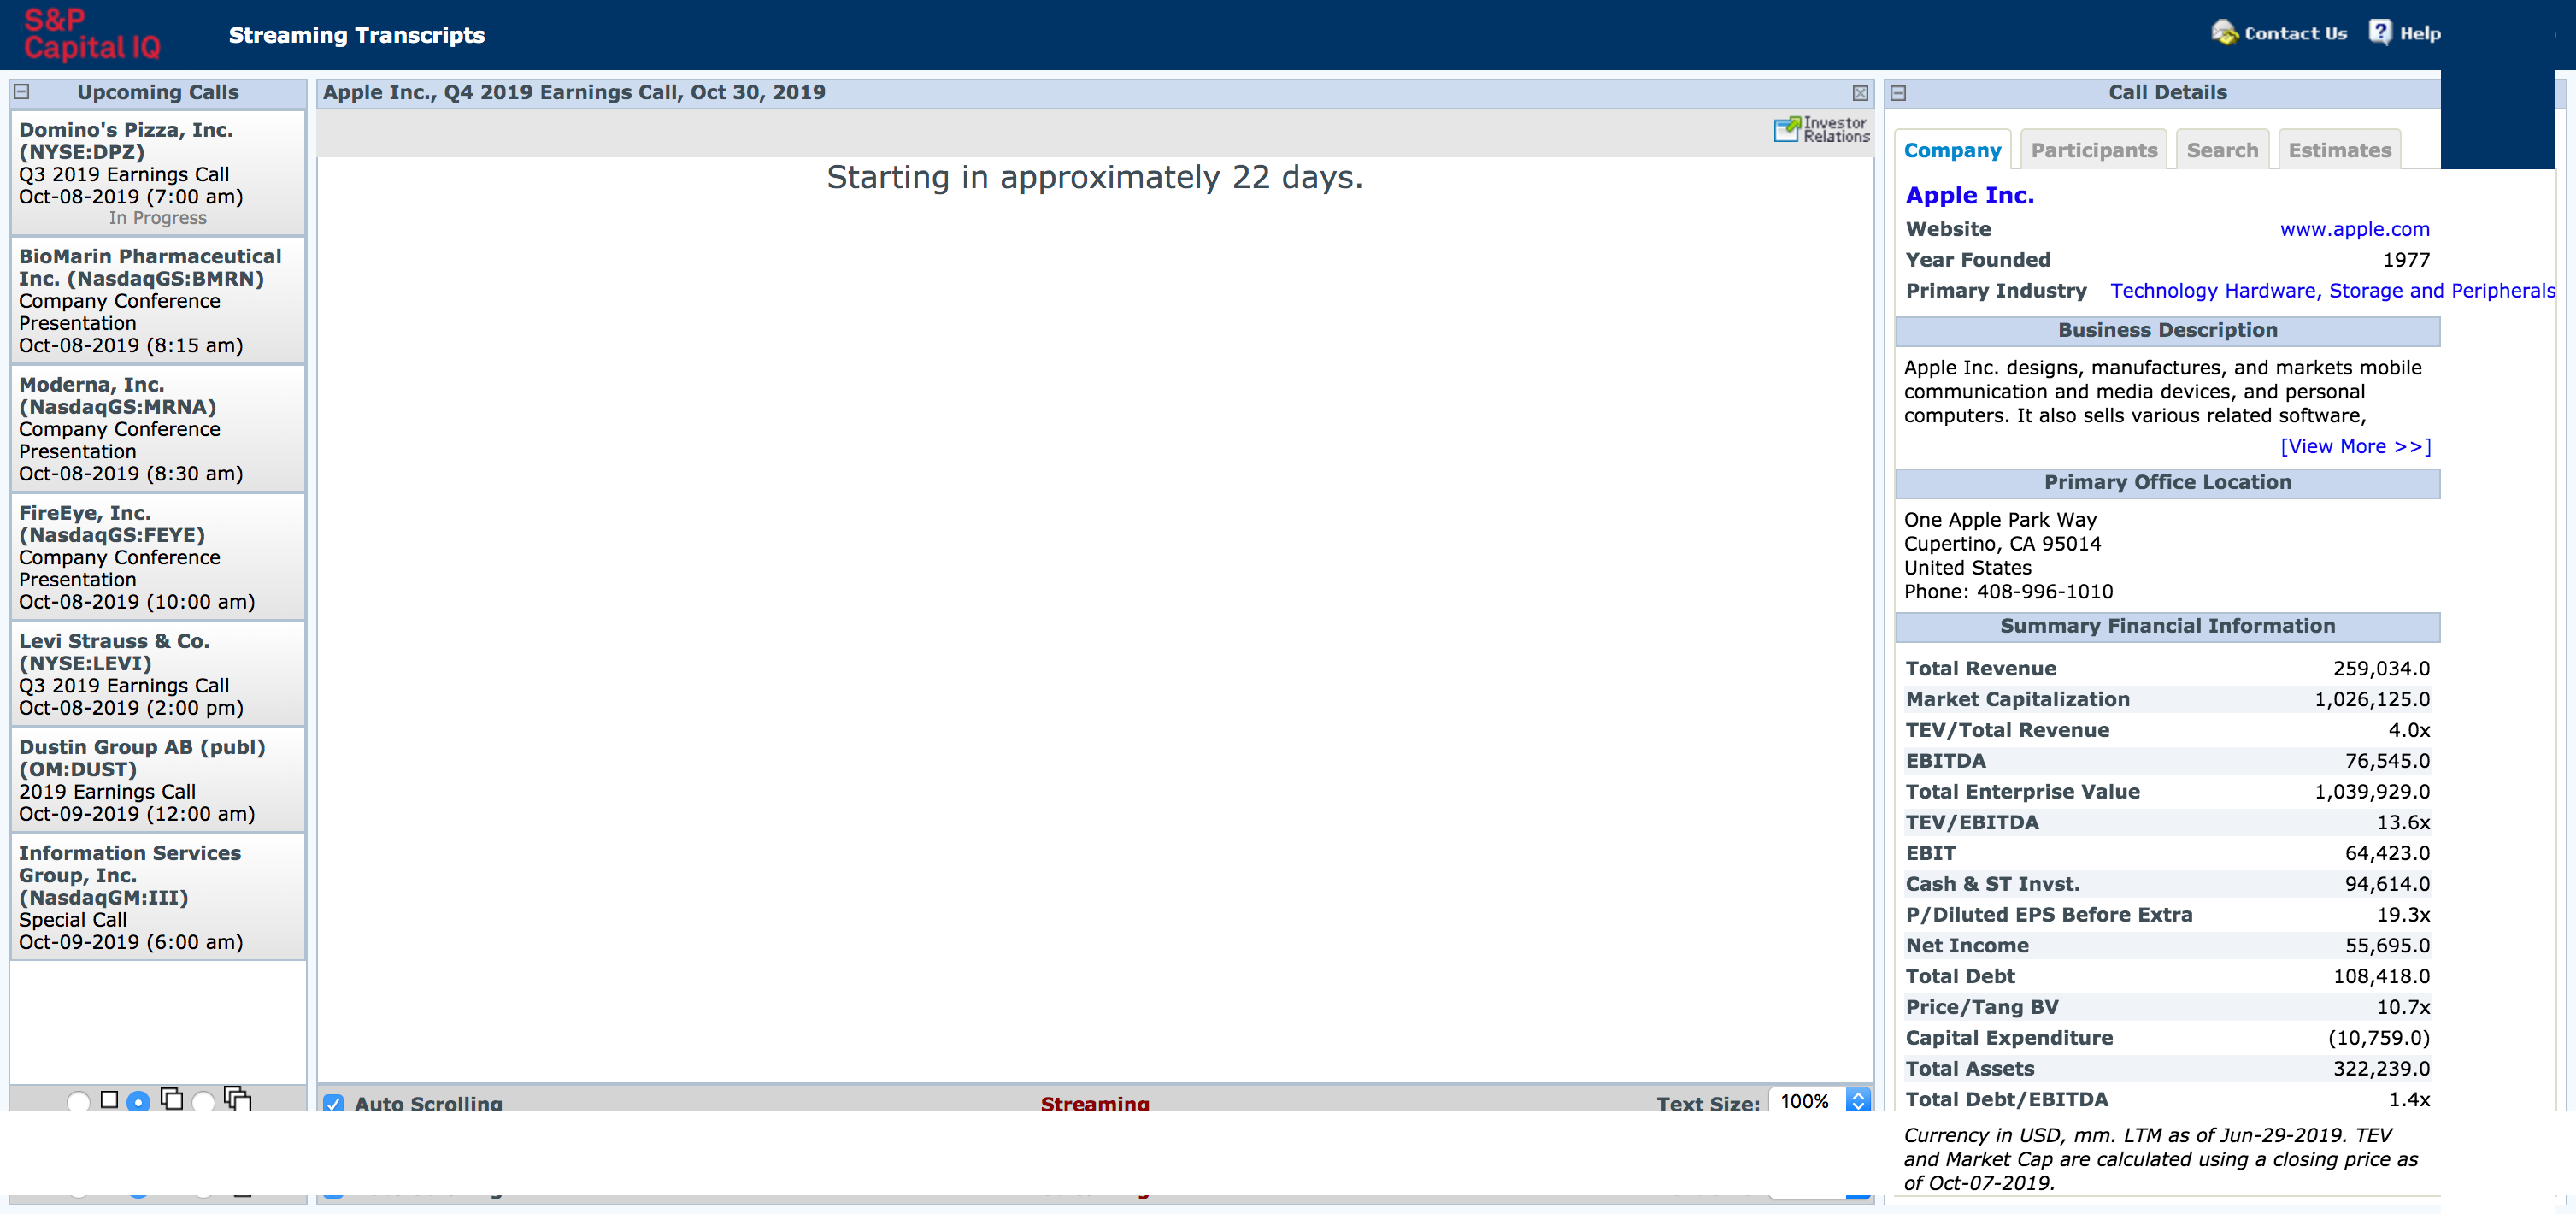 S&P
Capital IQ
Streaming Transcripts
Contact Us
Help
Upcoming Calls
Domino's Pizza, Inc.
(NYSE:DPZ)
Q3 2019 Earnings Call
Oct-08-2019 (7:00 am)
In Progress
BioMarin Pharmaceutical
Inc. (NasdaqGS:BMRN)
Company Conference
Presentation
Oct-08-2019 (8:15 am)
Moderna, Inc.
(NasdaqGS:MRNA)
Company Conference
Presentation
Oct-08-2019 (8:30 am)
FireEye, Inc.
(NasdaqGS:FEYE)
Company Conference
Presentation
Oct-08-2019 (10:00 am)
Levi Strauss & Co.
(NYSE:LEVI)
Q3 2019 Earnings Call
Oct-08-2019 (2:00 pm)
Dustin Group AB (publ)
(OM:DUST)
2019 Earnings Call
Oct-09-2019 (12:00 am)
Information Services
Group, Inc.
(NasdaqGM:III)
Special Call
Oct-09-2019 (6:00 am)
Apple Inc., Q4 2019 Earnings Call, Oct 30, 2019
Investor
Relations
Starting in approximately 22 days.
Auto Scrolling
Streaming
Text Size: 100%
Call Details
Company Participants Search Estimates
Apple Inc.
Website www.apple.com
Year Founded 1977
Primary Industry Technology Hardware, Storage and Peripherals
Business Description
Apple Inc. designs, manufactures, and markets mobile
communication and media devices, and personal
computers. It also sells various related software,
[View More >>]
Primary Office Location
One Apple Park Way
Cupertino, CA 95014
United States
Phone: 408-996-1010
Summary Financial Information
Total Revenue 259,034.0
Market Capitalization 1,026,125.0
TEV/Total Revenue 4.0x
EBITDA 76,545.0
Total Enterprise Value 1,039,929.0
TEV/EBITDA 13.6x
EBIT 64,423.0
Cash & ST Invst. 94,614.0
P/Diluted EPS Before Extra 19.3x
Net Income 55,695.0
Total Debt 108,418.0
Price/Tang BV 10.7x
Capital Expenditure (10,759.0)
Total Assets 322,239.0
Total Debt/EBITDA 1.4x
Currency in USD, mm. LTM as of Jun-29-2019. TEV
and Market Cap are calculated using a closing price as
of Oct-07-2019.